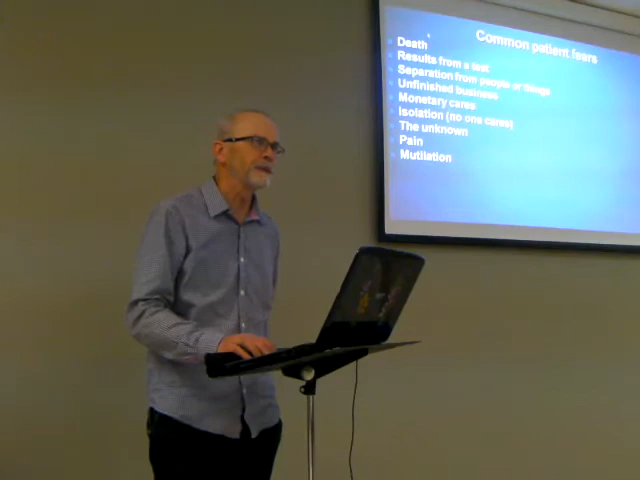 Common patient fears
Death
Results from a test
Separation from people or things
Unfinished business
Monetary cares
Isolation (no one cares)
The unknown
Pain
Mutilation